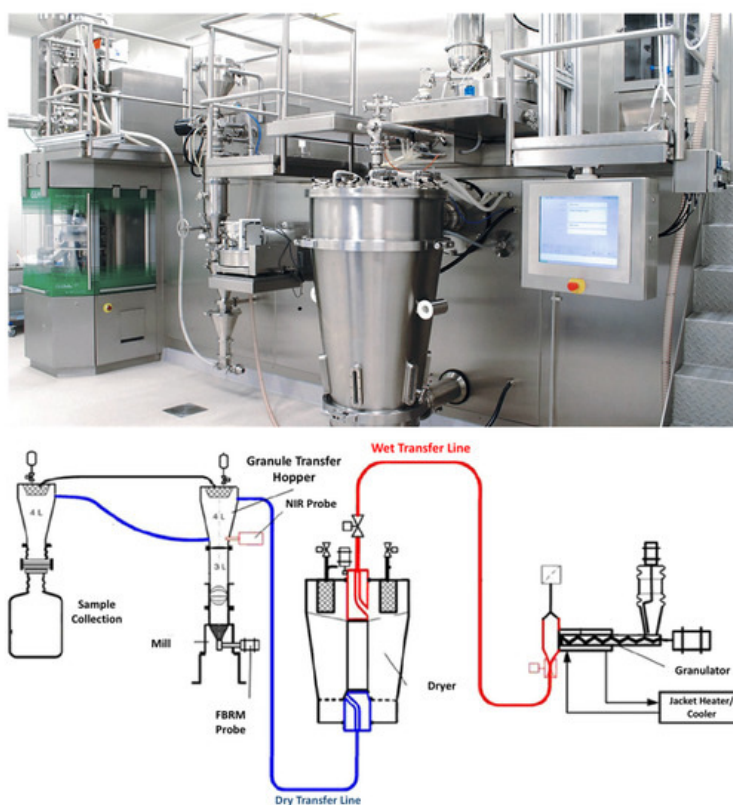 Wet Transfer Line
Granule Transfer
Hopper
NIR Probe
4 L
4 L
3 L
Sample
Collection
Mill
Dryer
Granulator
FBRM
Probe
Jacket Heater/
Cooler
Dry Transfer Line